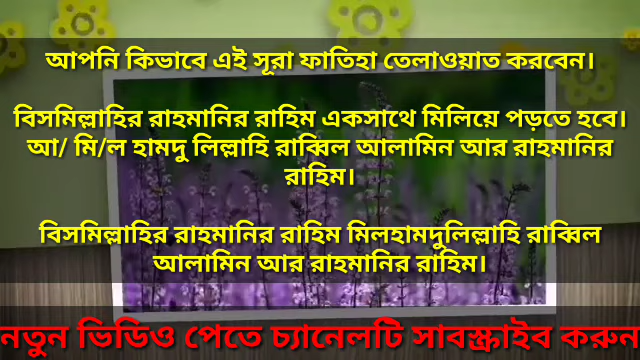 আপনি কিভাবে এই সূরা ফাতিহা তেলাওয়াত করবেন।
বিসমিল্লাহির রাহমানির রাহিম একসাথে মিলিয়ে পড়তে হবে।
আ/ মি/ল হামদু লিল্লাহি রাব্বিল আলামিন আর রাহমানির
রাহিম।
বিসমিল্লাহির রাহমানির রাহিম মিলহামদুলিল্লাহি রাব্বিল
আলামিন আর রাহমানির রাহিম।
নতুন ভিডিও পেতে চ্যানেলটি সাবস্ক্রাইব করুন